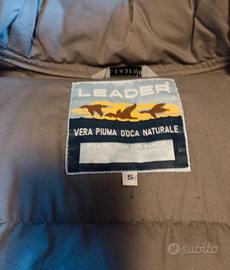 LEADER
VERA PIUMA D'OCA NATURALE
S
subito